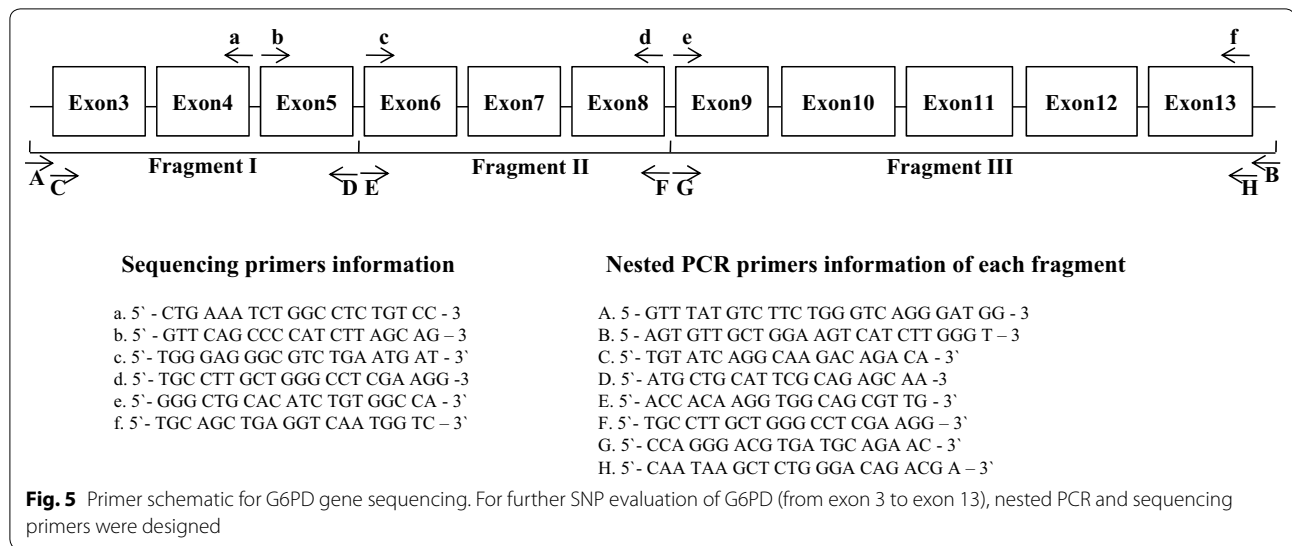 a b c d e f
Exon3 Exon4 Exon5 Exon6 Exon7 Exon8 Exon9 Exon10 Exon11 Exon12 Exon13
Fragment I Fragment II Fragment III
A C D E F G H B
Sequencing primers information
a. 5` - CTG AAA TCT GGC CTC TGT CC - 3
b. 5` - GTT CAG CCC CAT CTT AGC AG – 3
c. 5`- TGG GAG GGC GTC TGA ATG AT - 3`
d. 5`- TGC CTT GCT GGG CCT CGA AGG -3
e. 5`- GGG CTG CAC ATC TGT GGC CA - 3`
f. 5`- TGC AGC TGA GGT CAA TGG TC – 3`
Nested PCR primers information of each fragment
A. 5 - GTT TAT GTC TTC TGG GTC AGG GAT GG - 3
B. 5 - AGT GTT GCT GGA AGT CAT CTT GGG T – 3
C. 5`- TGT ATC AGG CAA GAC AGA CA - 3`
D. 5`- ATG CTG CAT TCG CAG AGC AA -3
E. 5`- ACC ACA AGG TGG CAG CGT TG - 3`
F. 5`- TGC CTT GCT GGG CCT CGA AGG – 3`
G. 5`- CCA GGG ACG TGA TGC AGA AC - 3`
H. 5`- CAA TAA GCT CTG GGA CAG ACG A – 3`
Fig. 5 Primer schematic for G6PD gene sequencing. For further SNP evaluation of G6PD (from exon 3 to exon 13), nested PCR and sequencing
primers were designed